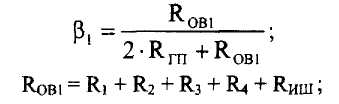 β₁ = R_ОВ1 / (2 · R_ГП + R_ОВ1) ;
R_ОВ1 = R₁ + R₂ + R₃ + R₄ + R_ИШ ;